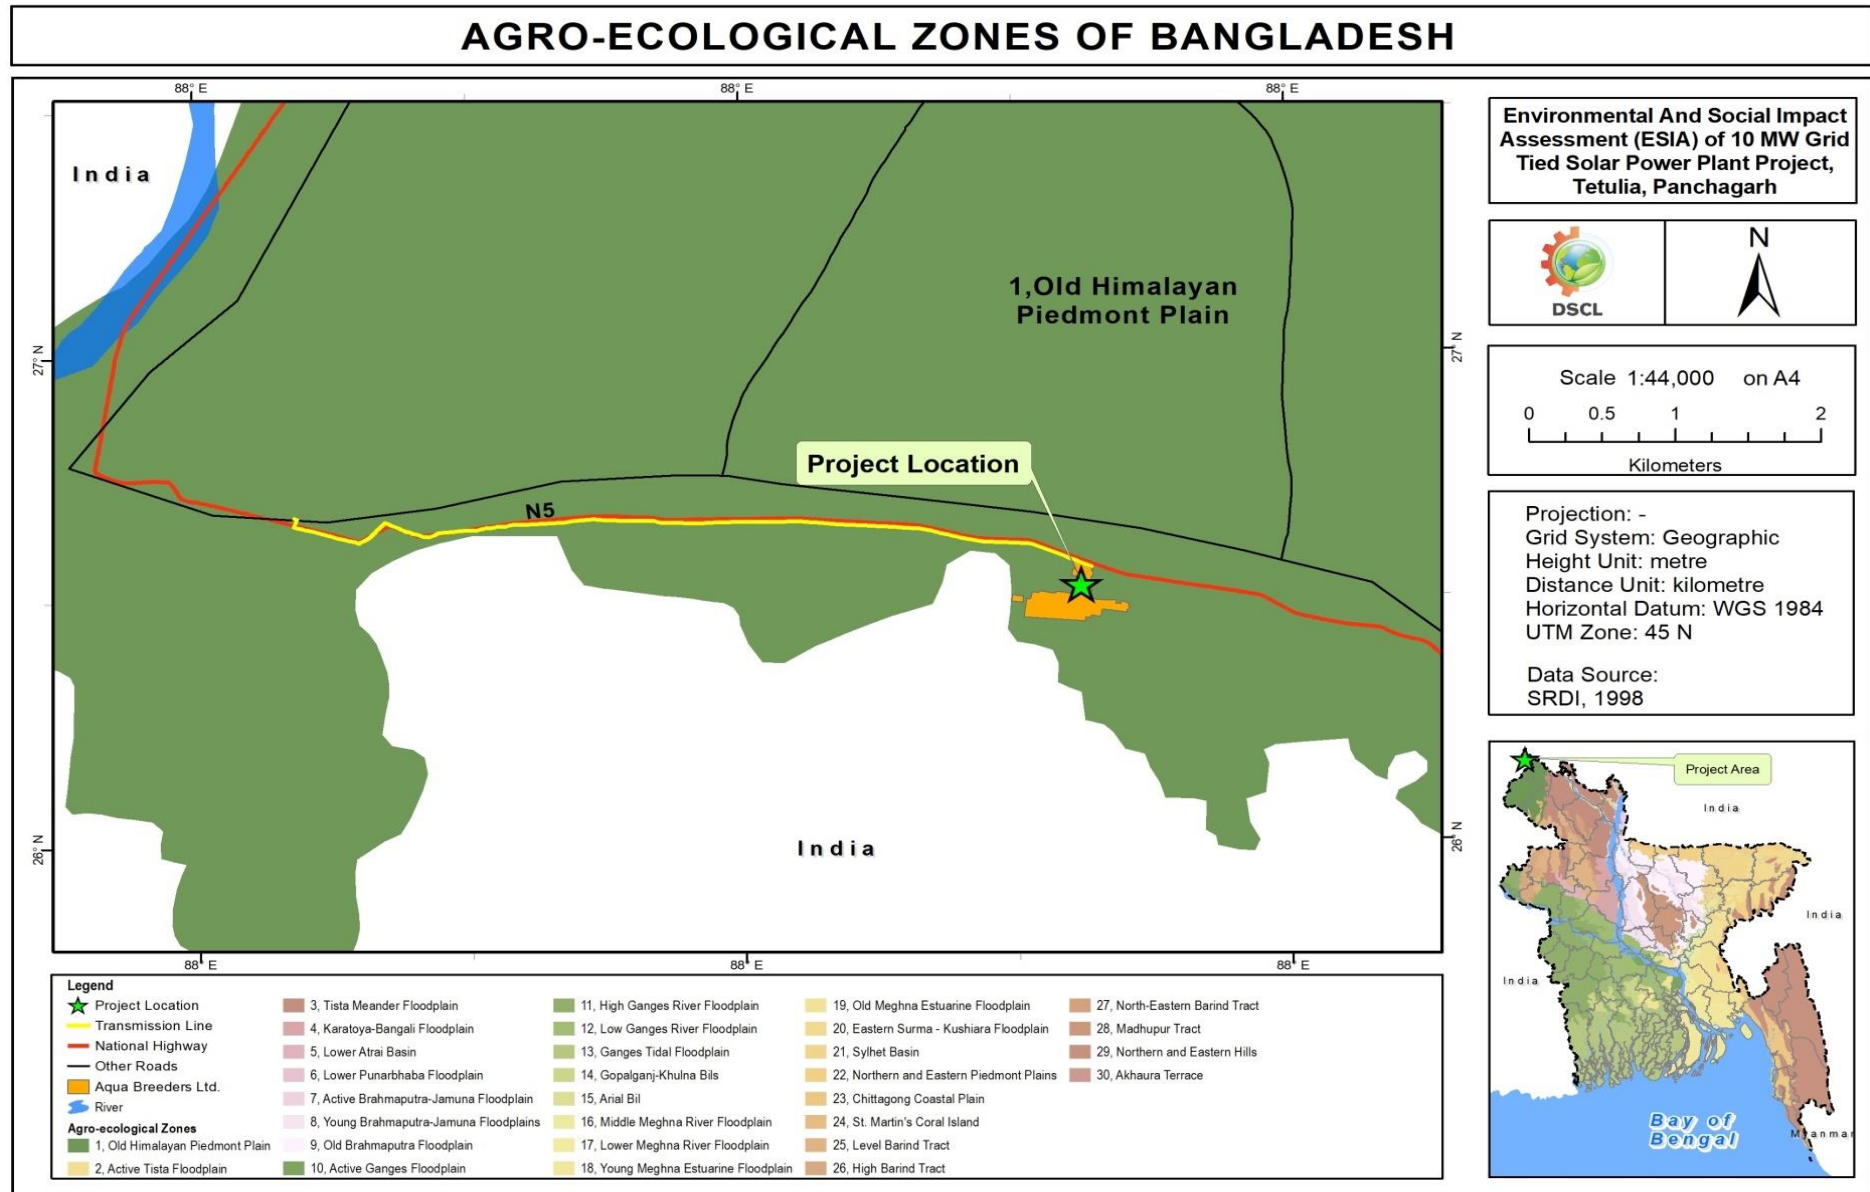 AGRO-ECOLOGICAL ZONES OF BANGLADESH
88° E
88° E
88° E
India
1,Old Himalayan
Piedmont Plain
27° N
27° N
Project Location
N5
India
26° N
26° N
88° E
88° E
88° E
Environmental And Social Impact
Assessment (ESIA) of 10 MW Grid
Tied Solar Power Plant Project,
Tetulia, Panchagarh
DSCL
N
Scale 1:44,000 on A4
0 0.5 1 2
Kilometers
Projection: -
Grid System: Geographic
Height Unit: metre
Distance Unit: kilometre
Horizontal Datum: WGS 1984
UTM Zone: 45 N
Data Source:
SRDI, 1998
Project Area
India
India
India
Bay of
Bengal
Myanmar
Legend
Project Location
Transmission Line
National Highway
Other Roads
Aqua Breeders Ltd.
River
Agro-ecological Zones
1, Old Himalayan Piedmont Plain
2, Active Tista Floodplain
3, Tista Meander Floodplain
4, Karatoya-Bangali Floodplain
5, Lower Atrai Basin
6, Lower Punarbhaba Floodplain
7, Active Brahmaputra-Jamuna Floodplain
8, Young Brahmaputra-Jamuna Floodplains
9, Old Brahmaputra Floodplain
10, Active Ganges Floodplain
11, High Ganges River Floodplain
12, Low Ganges River Floodplain
13, Ganges Tidal Floodplain
14, Gopalganj-Khulna Bils
15, Arial Bil
16, Middle Meghna River Floodplain
17, Lower Meghna River Floodplain
18, Young Meghna Estuarine Floodplain
19, Old Meghna Estuarine Floodplain
20, Eastern Surma - Kushiara Floodplain
21, Sylhet Basin
22, Northern and Eastern Piedmont Plains
23, Chittagong Coastal Plain
24, St. Martin's Coral Island
25, Level Barind Tract
26, High Barind Tract
27, North-Eastern Barind Tract
28, Madhupur Tract
29, Northern and Eastern Hills
30, Akhaura Terrace